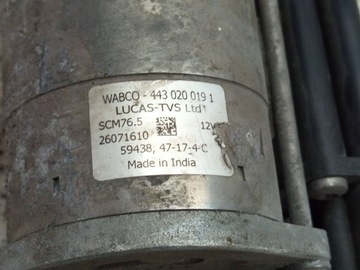 WABCO - 443 020 019 1
LUCAS-TVS Ltd
SCM76.5 12V
26071610
59438, 47-17-4-C
Made in India